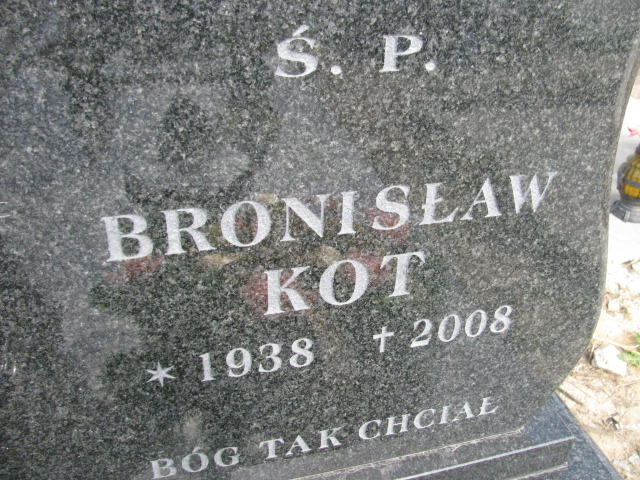 Ś. P.
BRONISŁAW
KOT
* 1938 † 2008
BÓG TAK CHCIAŁ